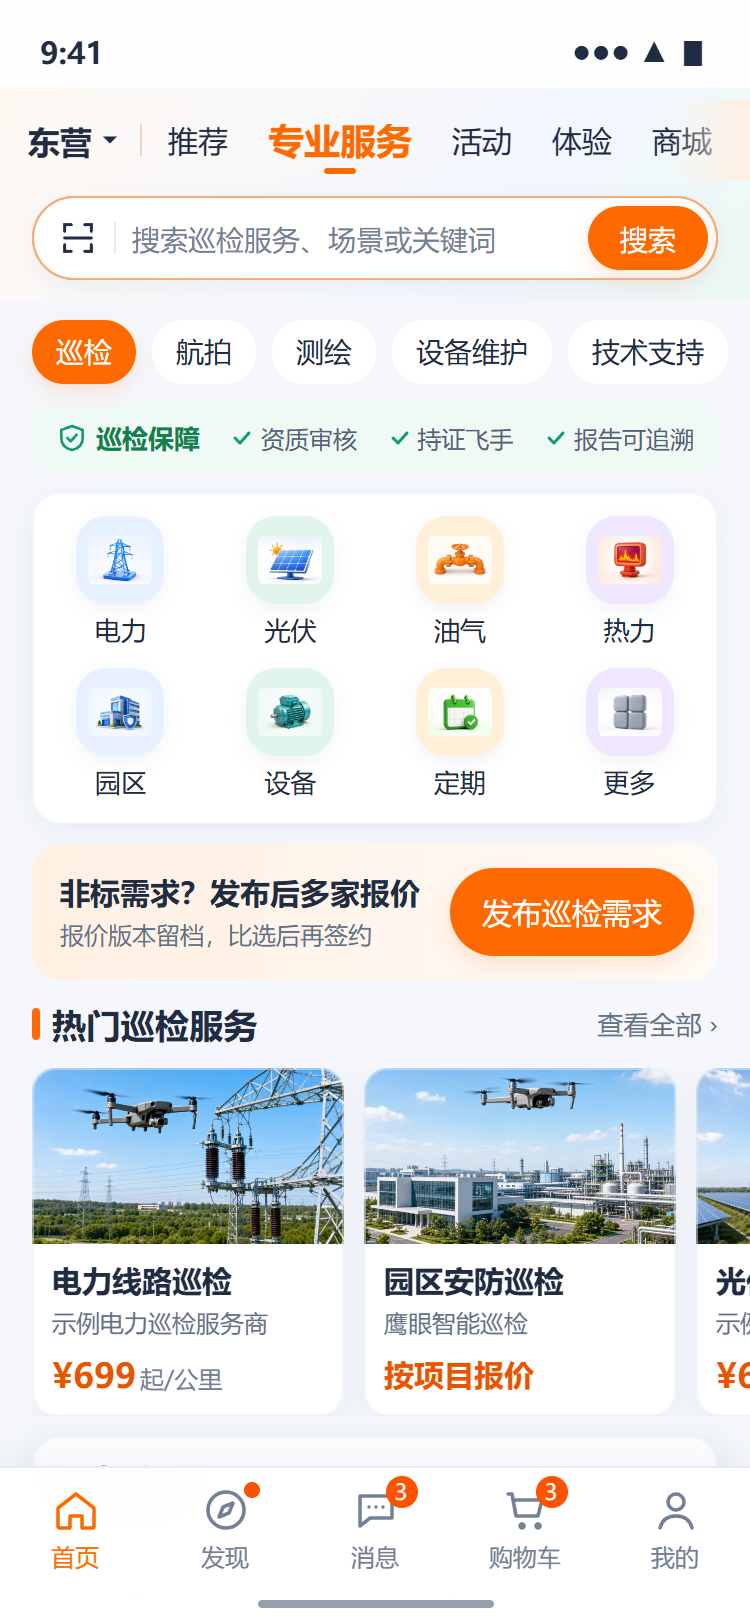 9:41
东营 推荐 专业服务 活动 体验 商城
搜索巡检服务、场景或关键词 搜索
巡检 航拍 测绘 设备维护 技术支持
巡检保障 资质审核 持证飞手 报告可追溯
电力 光伏 油气 热力
园区 设备 定期 更多
非标需求？发布后多家报价
报价版本留档，比选后再签约
发布巡检需求
热门巡检服务 查看全部 ›
电力线路巡检
示例电力巡检服务商
¥699起/公里
园区安防巡检
鹰眼智能巡检
按项目报价
光
示
¥6
3 3
首页 发现 消息 购物车 我的